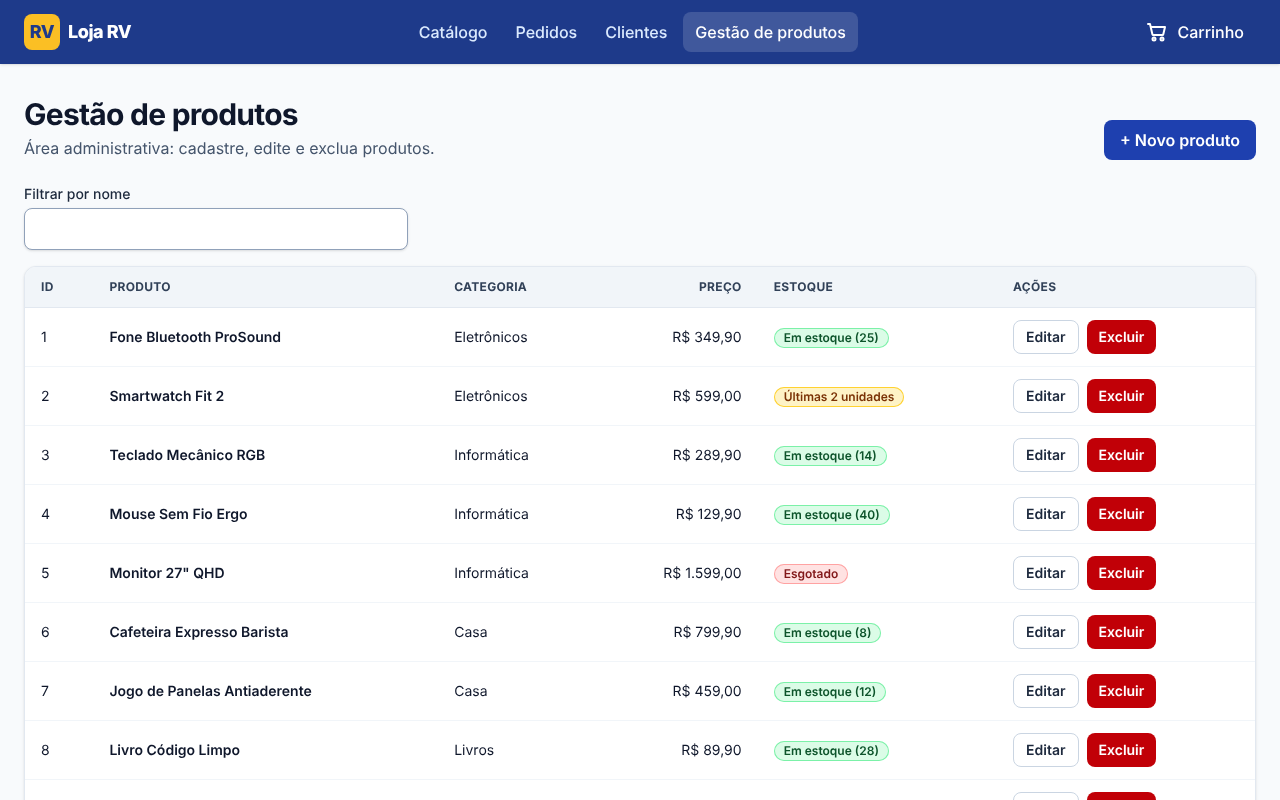 RV Loja RV Catálogo Pedidos Clientes Gestão de produtos Carrinho
Gestão de produtos
Área administrativa: cadastre, edite e exclua produtos.
+ Novo produto
Filtrar por nome
ID PRODUTO CATEGORIA PREÇO ESTOQUE AÇÕES
1 Fone Bluetooth ProSound Eletrônicos R$ 349,90 Em estoque (25) Editar Excluir
2 Smartwatch Fit 2 Eletrônicos R$ 599,00 Últimas 2 unidades Editar Excluir
3 Teclado Mecânico RGB Informática R$ 289,90 Em estoque (14) Editar Excluir
4 Mouse Sem Fio Ergo Informática R$ 129,90 Em estoque (40) Editar Excluir
5 Monitor 27" QHD Informática R$ 1.599,00 Esgotado Editar Excluir
6 Cafeteira Expresso Barista Casa R$ 799,90 Em estoque (8) Editar Excluir
7 Jogo de Panelas Antiaderente Casa R$ 459,00 Em estoque (12) Editar Excluir
8 Livro Código Limpo Livros R$ 89,90 Em estoque (28) Editar Excluir